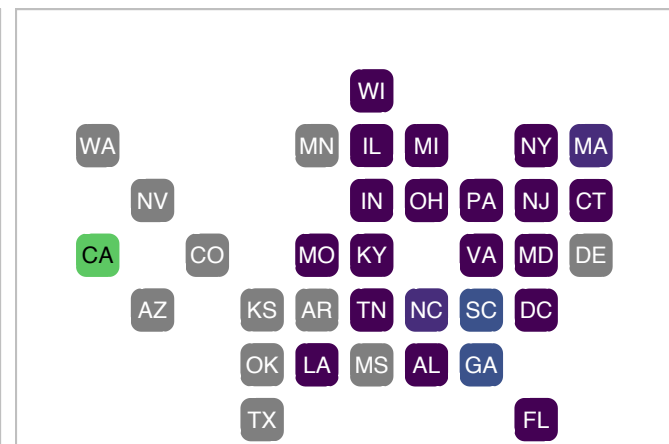 WI
WA MN IL MI NY MA
NV IN OH PA NJ CT
CA CO MO KY VA MD DE
AZ KS AR TN NC SC DC
OK LA MS AL GA
TX FL